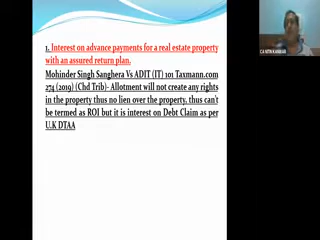 1. Interest on advance payments for a real estate property
with an assured return plan.
Mohinder Singh Sanghera Vs ADIT (IT) 101 Taxmann.com
274 (2019) (Chd Trib)- Allotment will not create any rights
in the property thus no lien over the property, thus can't
be termed as ROI but it is interest on Debt Claim as per
U.K DTAA